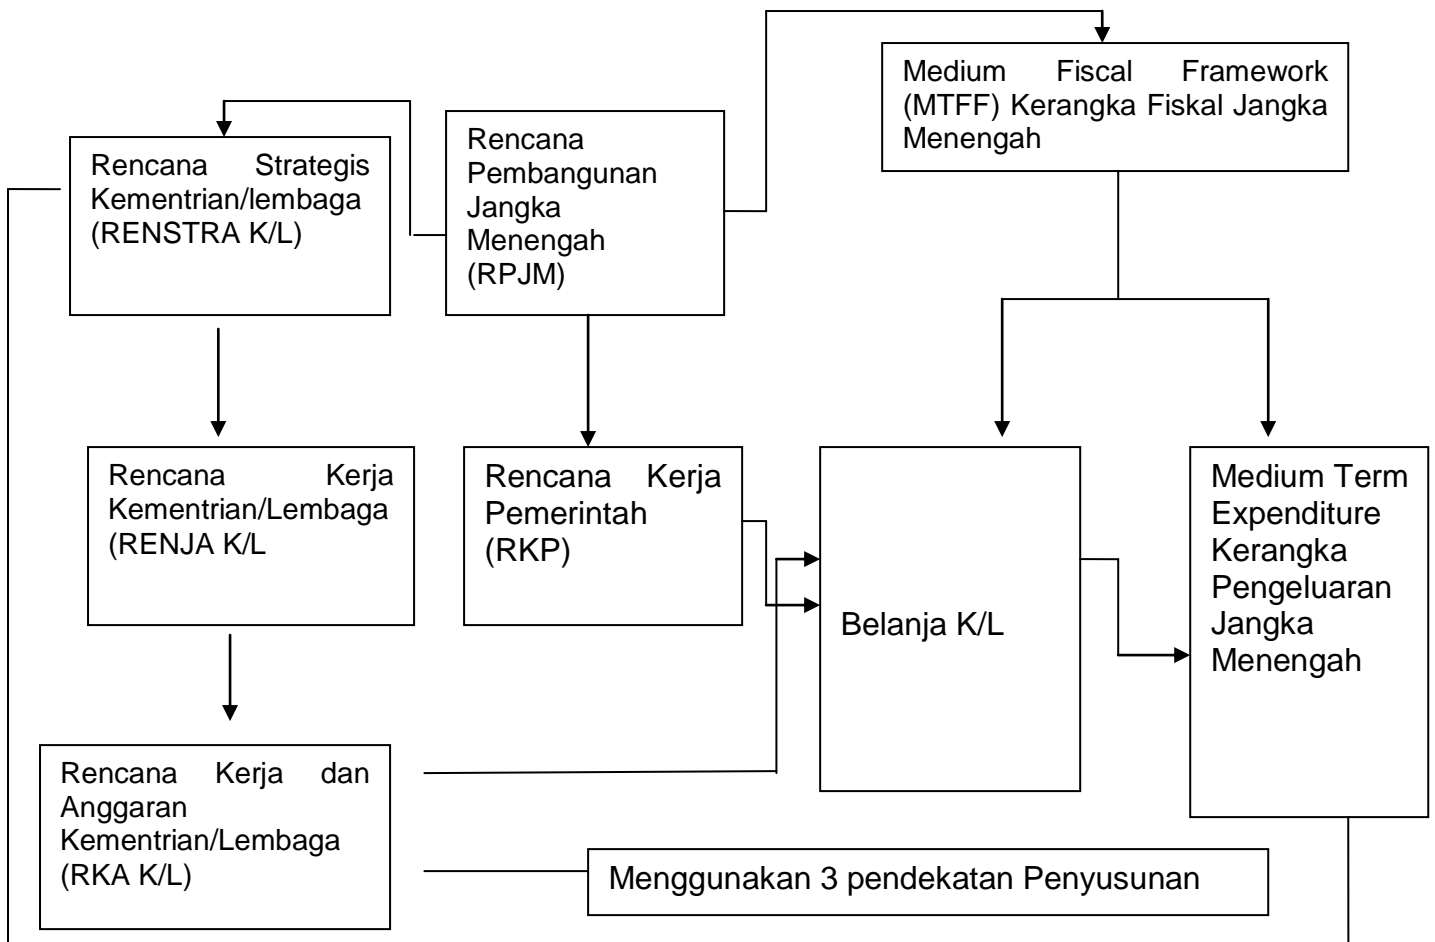 Medium Fiscal Framework
(MTFF) Kerangka Fiskal Jangka
Menengah
Rencana Strategis
Kementrian/lembaga
(RENSTRA K/L)
Rencana
Pembangunan
Jangka
Menengah
(RPJM)
Rencana Kerja
Kementrian/Lembaga
(RENJA K/L
Rencana Kerja
Pemerintah
(RKP)
Belanja K/L
Medium Term
Expenditure
Kerangka
Pengeluaran
Jangka
Menengah
Rencana Kerja dan
Anggaran
Kementrian/Lembaga
(RKA K/L)
Menggunakan 3 pendekatan Penyusunan